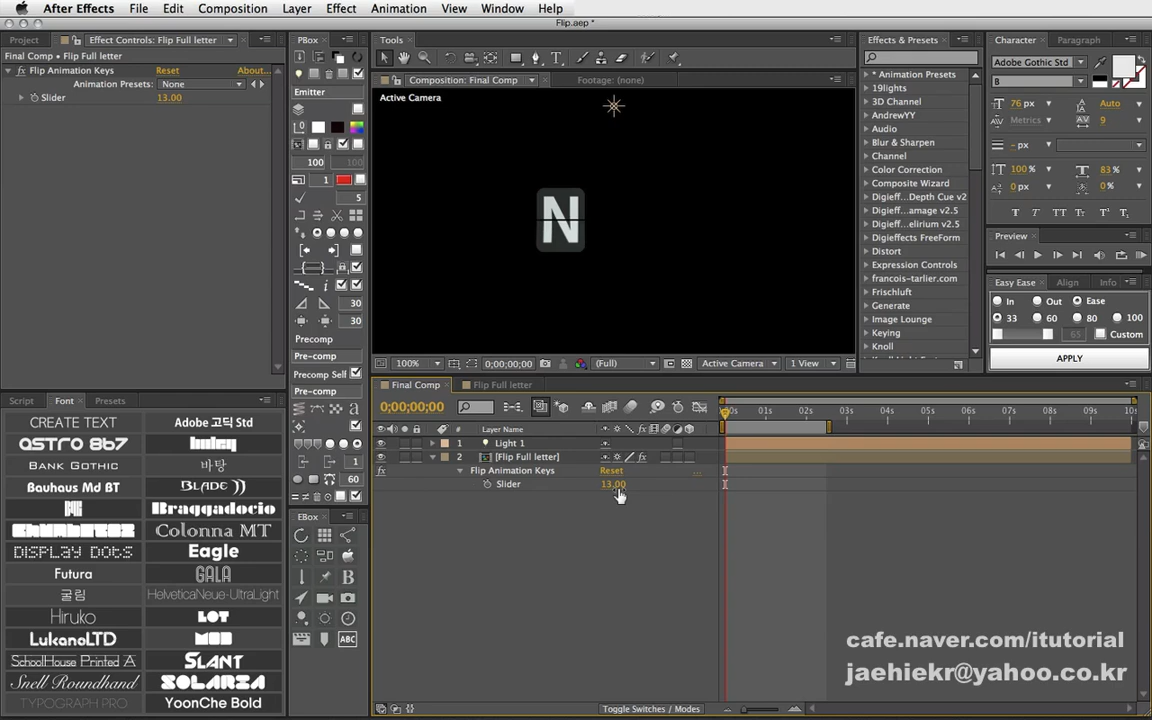 After Effects File Edit Composition Layer Effect Animation View Window Help
Flip.aep *
Project Effect Controls: Flip Full letter
Final Comp • Flip Full letter
Flip Animation Keys Reset About...
Animation Presets: None
Slider 13.00
PBox
Emitter
100 100
1
5
30
30
Precomp
Pre-comp
Precomp Self
Pre-comp
1
60
EBox
ABC
Tools
Composition: Final Comp Footage: (none)
Active Camera
N
100% 0;00;00;00 (Full) Active Camera 1 View
Effects & Presets
* Animation Presets
19lights
3D Channel
AndrewYY
Audio
Blur & Sharpen
Channel
Color Correction
Composite Wizard
Digieff...Depth Cue v2
Digieff...amage v2.5
Digieff...elirium v2.5
Digieffects FreeForm
Distort
Expression Controls
francois-tarlier.com
Frischluft
Generate
Image Lounge
Keying
Knoll
Character Paragraph
Adobe Gothic Std
B
76 px Auto
Metrics 9
- px
100% 83%
0 px 0%
Preview
Easy Ease Align Info
In Out Ease
33 60 80 100
65 Custom
APPLY
Script Font Presets
CREATE TEXT Adobe 고딕 Std
ASTRO 867
BANK GOTHIC 바탕
Bauhaus Md BT BLADE
Braggadocio
Colonna MT
DISPLAY DOTS Eagle
Futura GALA
굴림 HelveticaNeue-UltraLight
Hiruko LOT
LukanoLTD MOD
SchoolHouse Printed A SLANT
Snell Roundhand SOLARIA
TYPOGRAPH PRO YoonChe Bold
Final Comp Flip Full letter
0;00;00;00
00s 01s 02s 03s 04s 05s 06s 07s 08s 09s 10s
# Layer Name
1 Light 1
2 [Flip Full letter]
Flip Animation Keys Reset
Slider 13.00
Toggle Switches / Modes
cafe.naver.com/itutorial
jaehiekr@yahoo.co.kr